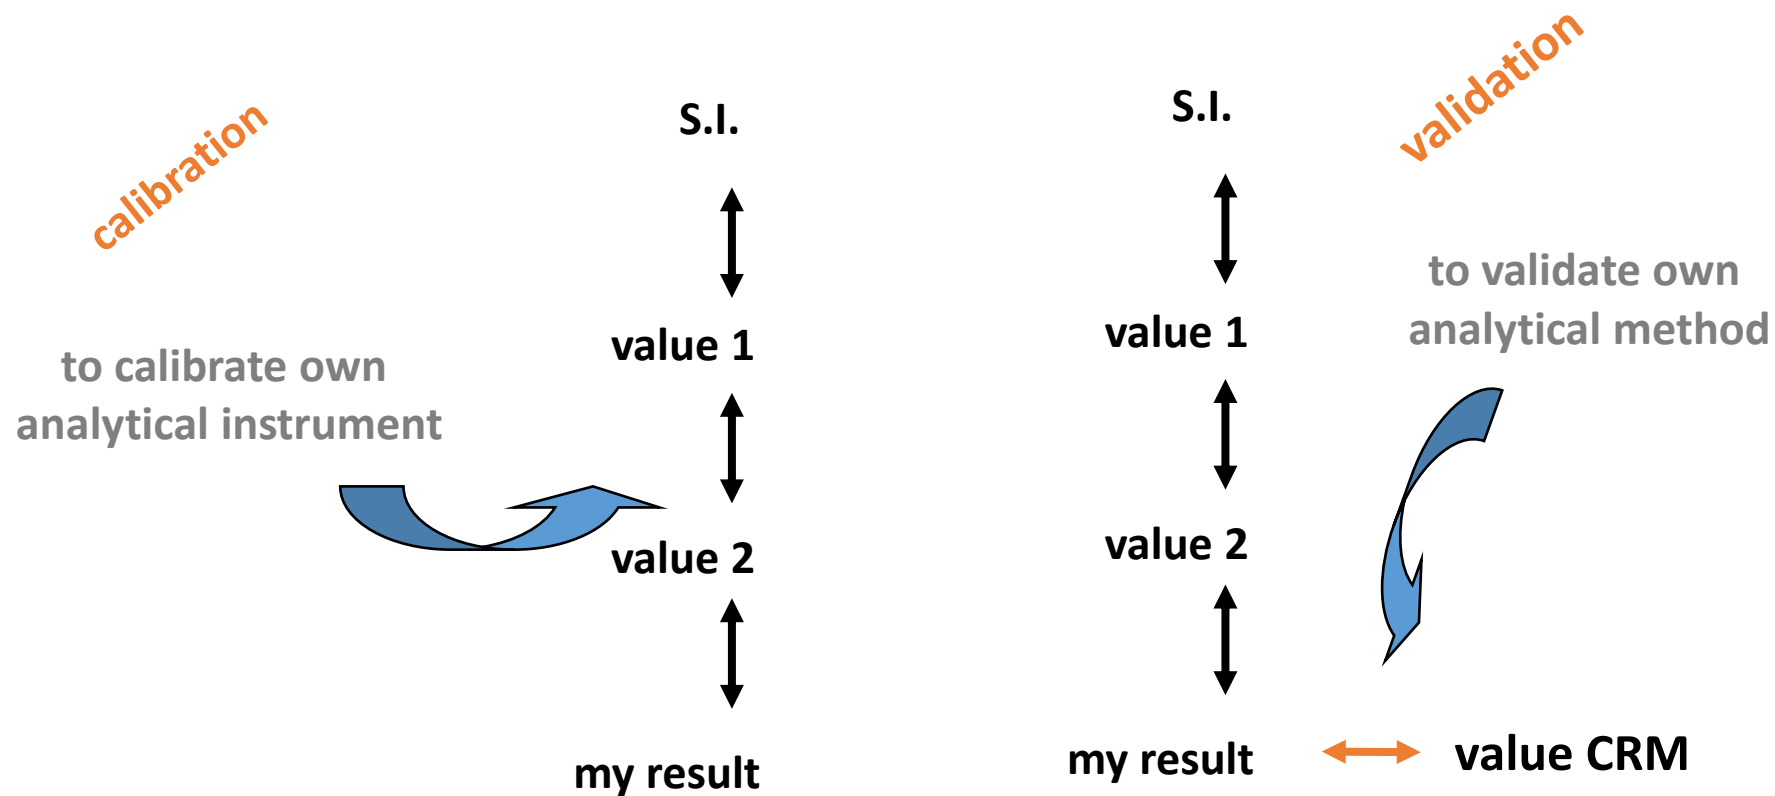 calibration
S.I.
to calibrate own
analytical instrument
value 1
value 2
my result
validation
S.I.
to validate own
analytical method
value 1
value 2
my result
value CRM